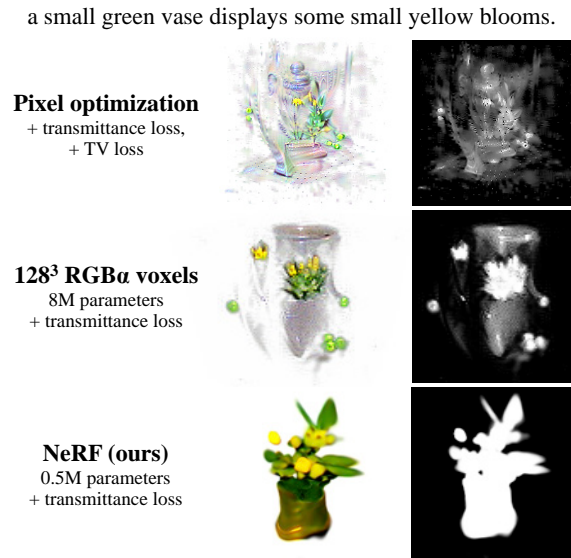 a small green vase displays some small yellow blooms.
Pixel optimization
+ transmittance loss,
+ TV loss
128³ RGBα voxels
8M parameters
+ transmittance loss
NeRF (ours)
0.5M parameters
+ transmittance loss